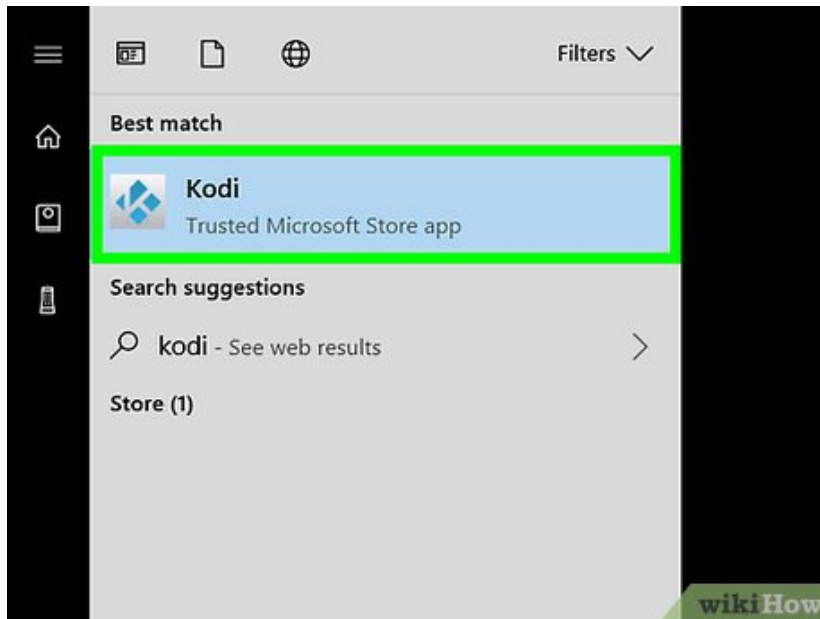 Filters
Best match
Kodi
Trusted Microsoft Store app
Search suggestions
kodi - See web results
Store (1)
wikiHow